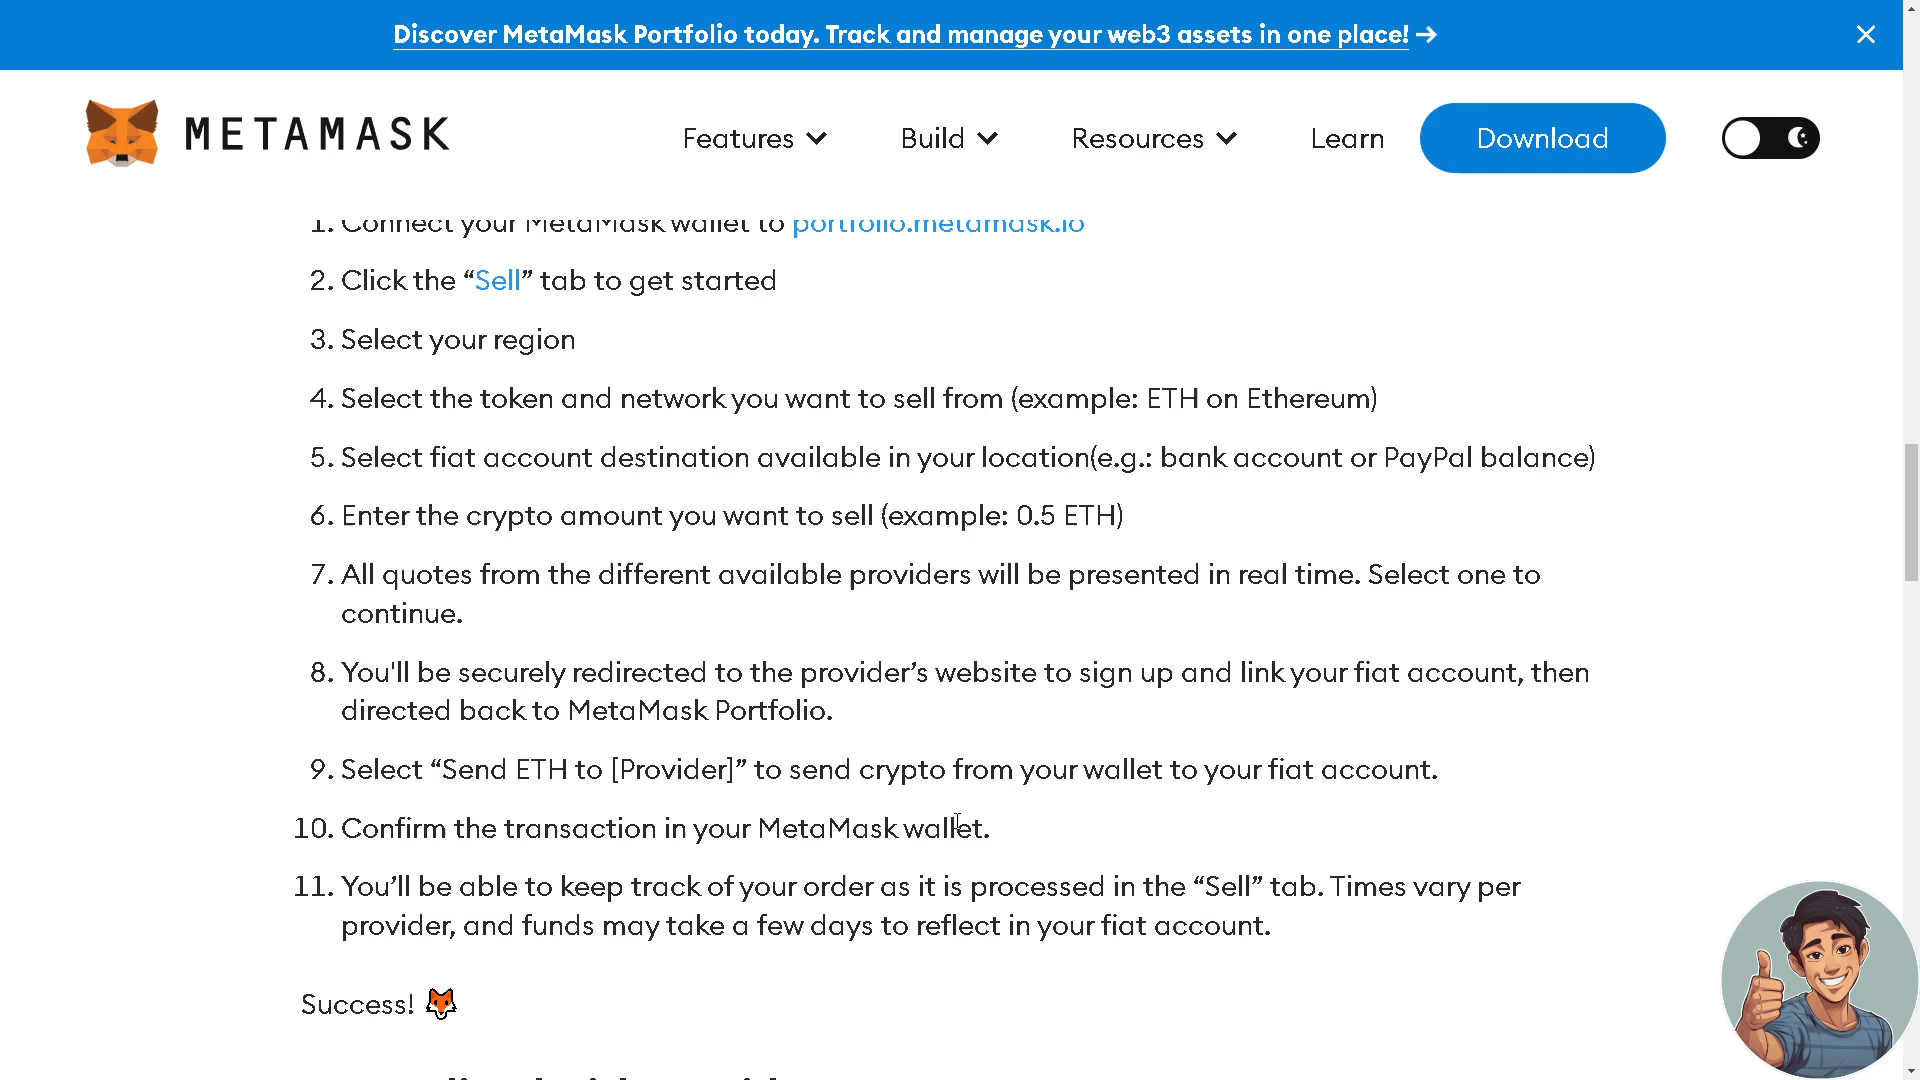 Discover MetaMask Portfolio today. Track and manage your web3 assets in one place! →
METAMASK
Features
Build
Resources
Learn
Download
1. Connect your MetaMask wallet to portfolio.metamask.io
2. Click the “Sell” tab to get started
3. Select your region
4. Select the token and network you want to sell from (example: ETH on Ethereum)
5. Select fiat account destination available in your location(e.g.: bank account or PayPal balance)
6. Enter the crypto amount you want to sell (example: 0.5 ETH)
7. All quotes from the different available providers will be presented in real time. Select one to
continue.
8. You'll be securely redirected to the provider’s website to sign up and link your fiat account, then
directed back to MetaMask Portfolio.
9. Select “Send ETH to [Provider]” to send crypto from your wallet to your fiat account.
10. Confirm the transaction in your MetaMask wallet.
11. You’ll be able to keep track of your order as it is processed in the “Sell” tab. Times vary per
provider, and funds may take a few days to reflect in your fiat account.
Success! 🦊